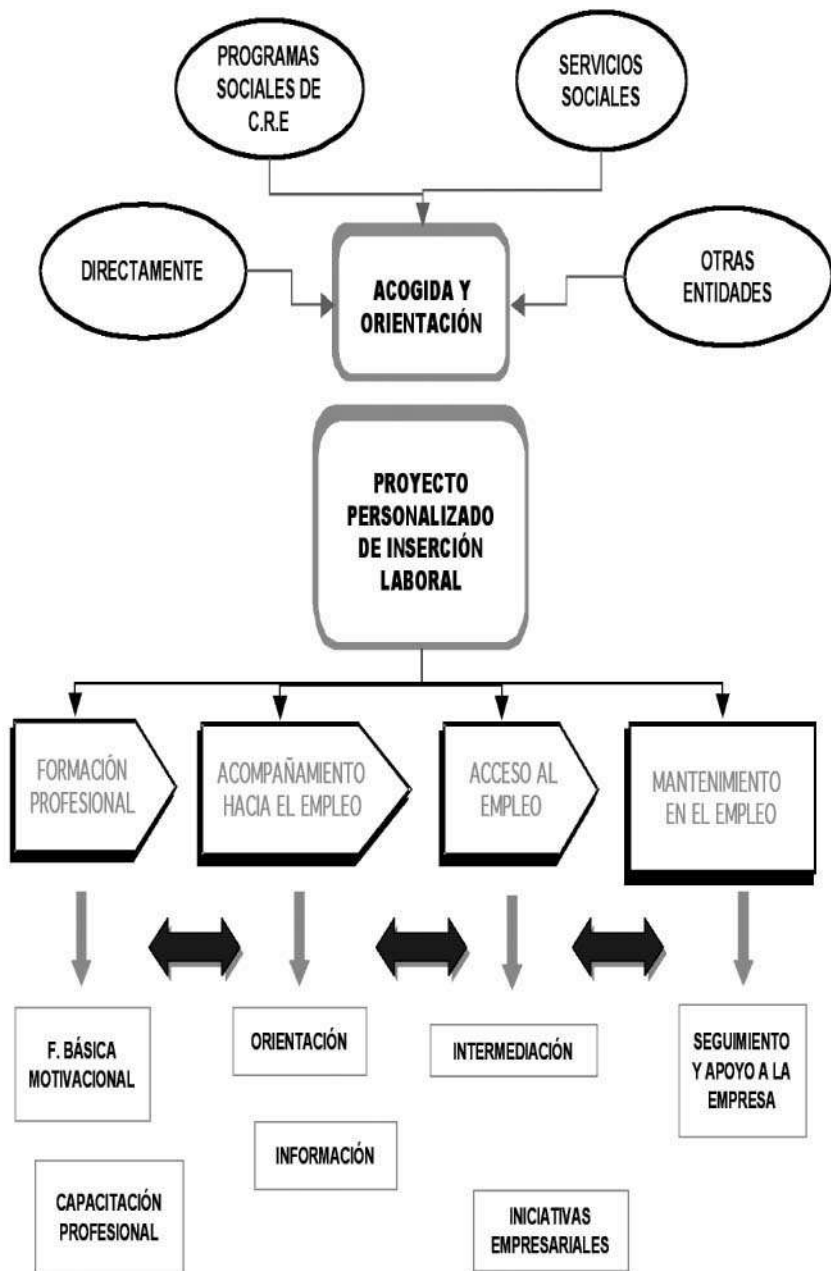 PROGRAMAS
SOCIALES DE
C.R.E
SERVICIOS
SOCIALES
DIRECTAMENTE
ACOGIDA Y
ORIENTACIÓN
OTRAS
ENTIDADES
PROYECTO
PERSONALIZADO
DE INSERCIÓN
LABORAL
FORMACIÓN
PROFESIONAL
ACOMPAÑAMIENTO
HACIA EL EMPLEO
ACCESO AL
EMPLEO
MANTENIMIENTO
EN EL EMPLEO
F. BÁSICA
MOTIVACIONAL
ORIENTACIÓN
INTERMEDIACIÓN
SEGUIMIENTO
Y APOYO A LA
EMPRESA
INFORMACIÓN
CAPACITACIÓN
PROFESIONAL
INICIATIVAS
EMPRESARIALES